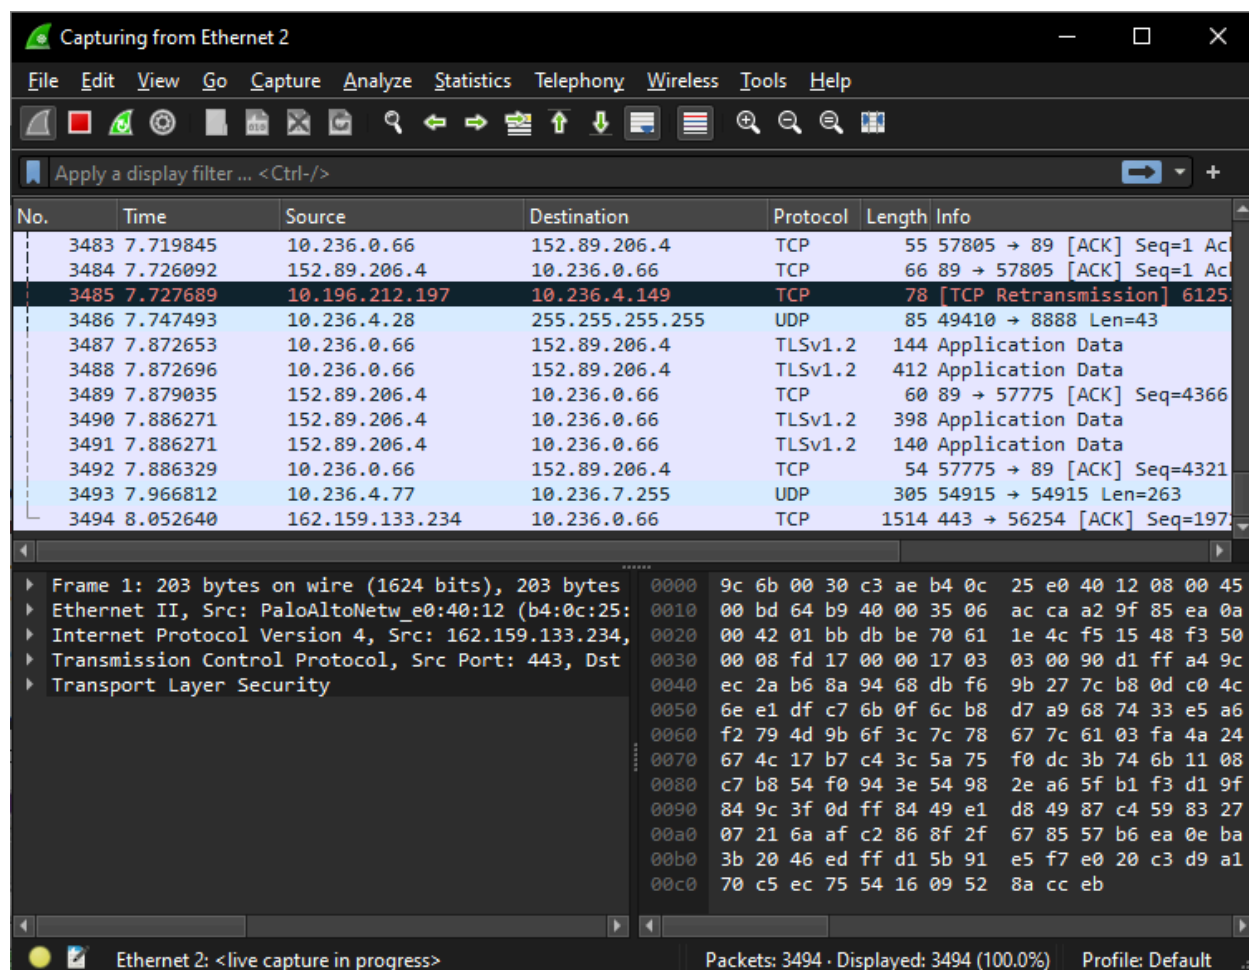 Capturing from Ethernet 2
File Edit View Go Capture Analyze Statistics Telephony Wireless Tools Help
Apply a display filter ... <Ctrl-/>
No. Time Source Destination Protocol Length Info
3483 7.719845 10.236.0.66 152.89.206.4 TCP 55 57805 → 89 [ACK] Seq=1 Ac
3484 7.726092 152.89.206.4 10.236.0.66 TCP 66 89 → 57805 [ACK] Seq=1 Ac
3485 7.727689 10.196.212.197 10.236.4.149 TCP 78 [TCP Retransmission] 6125
3486 7.747493 10.236.4.28 255.255.255.255 UDP 85 49410 → 8888 Len=43
3487 7.872653 10.236.0.66 152.89.206.4 TLSv1.2 144 Application Data
3488 7.872696 10.236.0.66 152.89.206.4 TLSv1.2 412 Application Data
3489 7.879035 152.89.206.4 10.236.0.66 TCP 60 89 → 57775 [ACK] Seq=4366
3490 7.886271 152.89.206.4 10.236.0.66 TLSv1.2 398 Application Data
3491 7.886271 152.89.206.4 10.236.0.66 TLSv1.2 140 Application Data
3492 7.886329 10.236.0.66 152.89.206.4 TCP 54 57775 → 89 [ACK] Seq=4321
3493 7.966812 10.236.4.77 10.236.7.255 UDP 305 54915 → 54915 Len=263
3494 8.052640 162.159.133.234 10.236.0.66 TCP 1514 443 → 56254 [ACK] Seq=197
Frame 1: 203 bytes on wire (1624 bits), 203 bytes
Ethernet II, Src: PaloAltoNetw_e0:40:12 (b4:0c:25:
Internet Protocol Version 4, Src: 162.159.133.234,
Transmission Control Protocol, Src Port: 443, Dst
Transport Layer Security
0000 9c 6b 00 30 c3 ae b4 0c 25 e0 40 12 08 00 45
0010 00 bd 64 b9 40 00 35 06 ac ca a2 9f 85 ea 0a
0020 00 42 01 bb db be 70 61 1e 4c f5 15 48 f3 50
0030 00 08 fd 17 00 00 17 03 03 00 90 d1 ff a4 9c
0040 ec 2a b6 8a 94 68 db f6 9b 27 7c b8 0d c0 4c
0050 6e e1 df c7 6b 0f 6c b8 d7 a9 68 74 33 e5 a6
0060 f2 79 4d 9b 6f 3c 7c 78 67 7c 61 03 fa 4a 24
0070 67 4c 17 b7 c4 3c 5a 75 f0 dc 3b 74 6b 11 08
0080 c7 b8 54 f0 94 3e 54 98 2e a6 5f b1 f3 d1 9f
0090 84 9c 3f 0d ff 84 49 e1 d8 49 87 c4 59 83 27
00a0 07 21 6a af c2 86 8f 2f 67 85 57 b6 ea 0e ba
00b0 3b 20 46 ed ff d1 5b 91 e5 f7 e0 20 c3 d9 a1
00c0 70 c5 ec 75 54 16 09 52 8a cc eb
Ethernet 2: <live capture in progress> Packets: 3494 · Displayed: 3494 (100.0%) Profile: Default